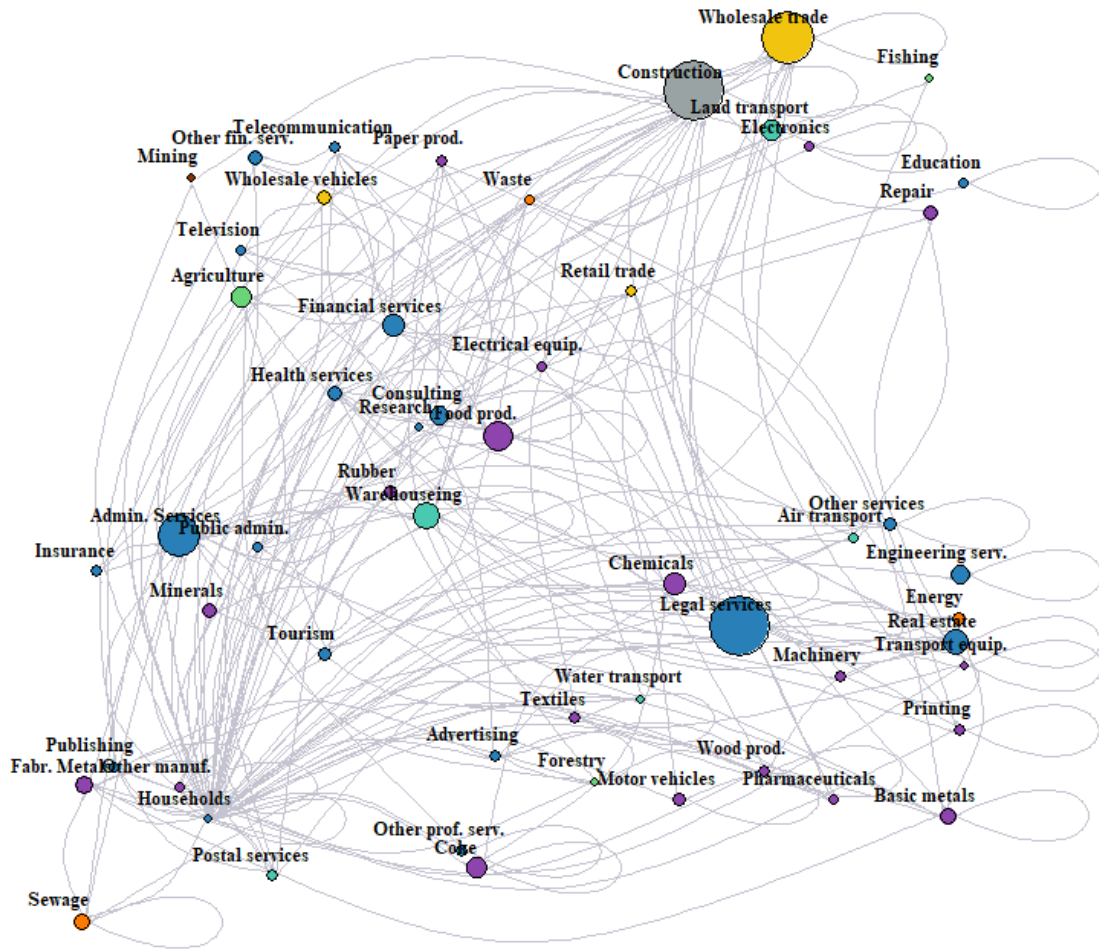 Wholesale trade
Fishing
Construction
Land transport
Electronics
Telecommunication
Other fin. serv.
Paper prod.
Mining
Wholesale vehicles
Waste
Education
Repair
Television
Agriculture
Retail trade
Financial services
Electrical equip.
Health services
Consulting
Research
Food prod.
Rubber
Warehouseing
Admin. Services
Public admin.
Other services
Air transport
Insurance
Engineering serv.
Chemicals
Minerals
Energy
Legal services
Real estate
Tourism
Transport equip.
Machinery
Water transport
Textiles
Printing
Advertising
Publishing
Wood prod.
Forestry
Fabr. Metals
Other manuf.
Motor vehicles
Pharmaceuticals
Households
Basic metals
Other prof. serv.
Coke
Postal services
Sewage